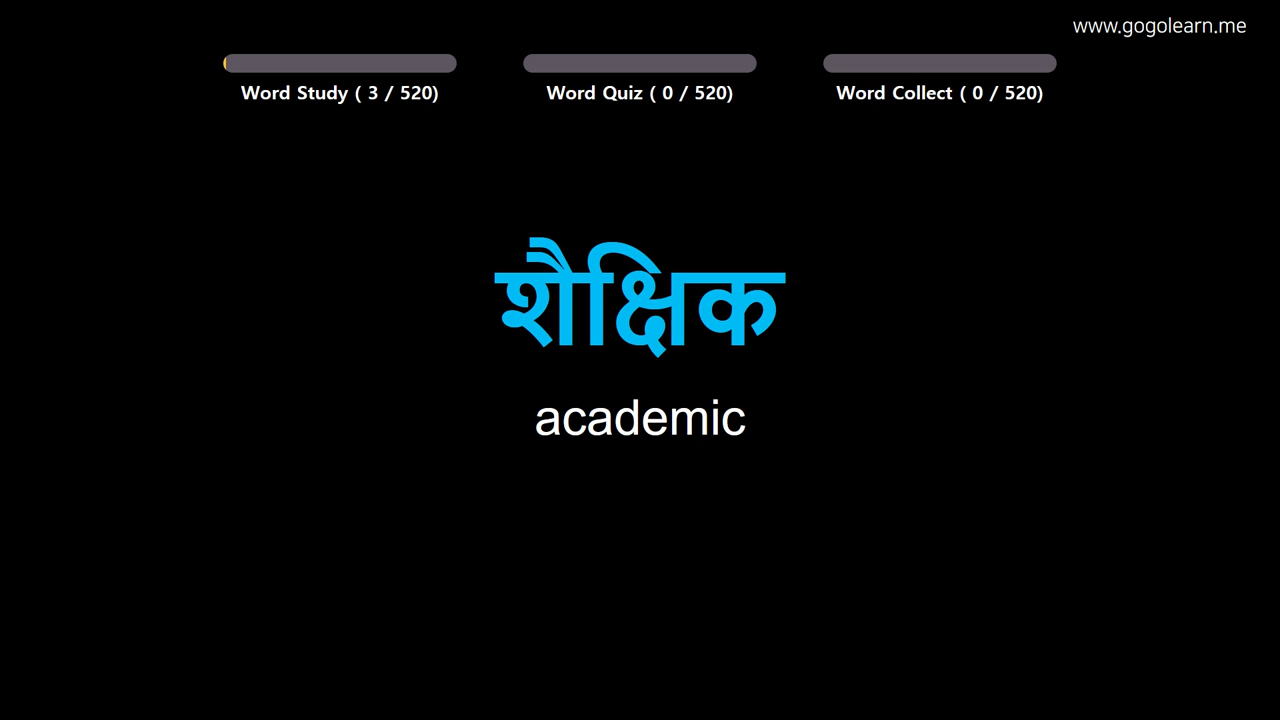 www.gogolearn.me
Word Study ( 3 / 520)
Word Quiz ( 0 / 520)
Word Collect ( 0 / 520)
शैक्षिक
academic